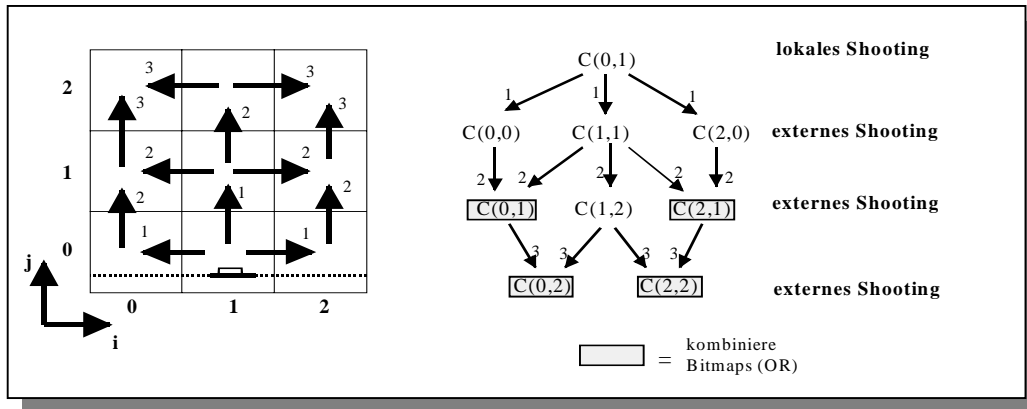 2
1
0
3
3
3
3
2
2
2
2
1
2
1
1
j
i
0
1
2
C(0,1)
lokales Shooting
1
1
1
C(0,0)
C(1,1)
C(2,0)
externes Shooting
2
2
2
2
2
C(0,1)
C(1,2)
C(2,1)
externes Shooting
3
3
3
3
C(0,2)
C(2,2)
externes Shooting
=
kombiniere
Bitmaps (OR)